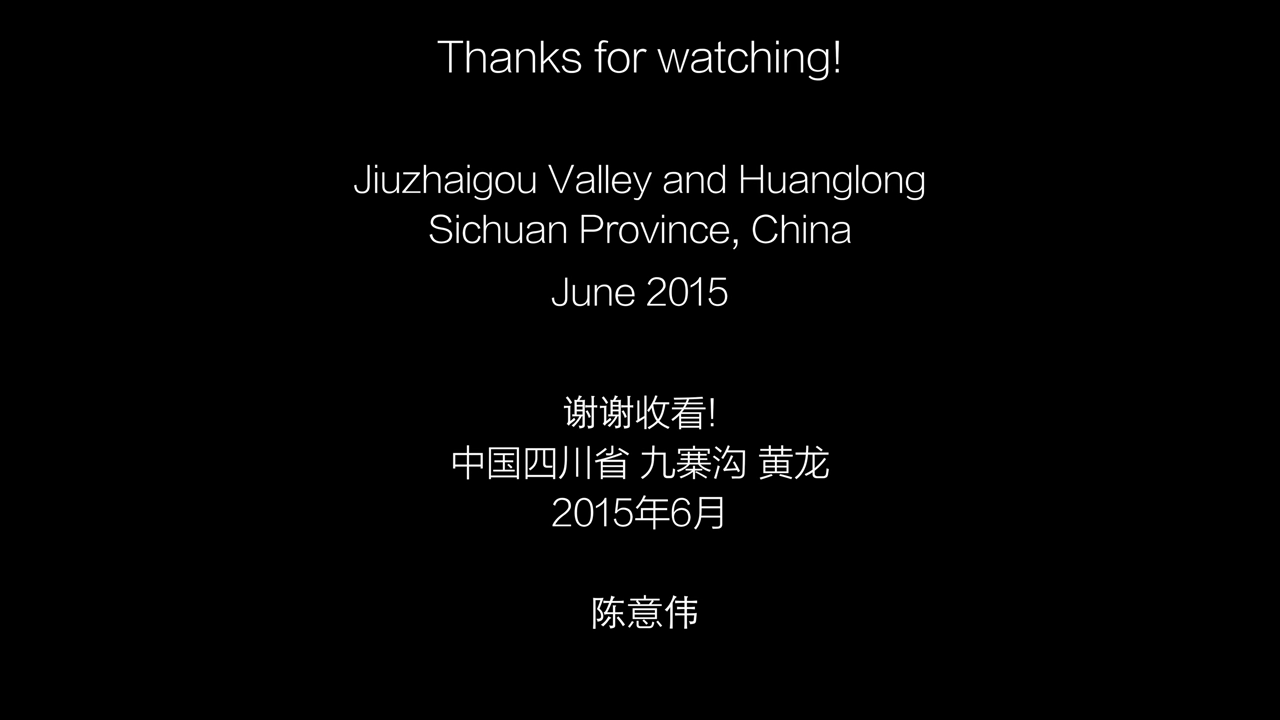 Thanks for watching!
Jiuzhaigou Valley and Huanglong
Sichuan Province, China
June 2015
谢谢收看!
中国四川省 九寨沟 黄龙
2015年6月
陈意伟